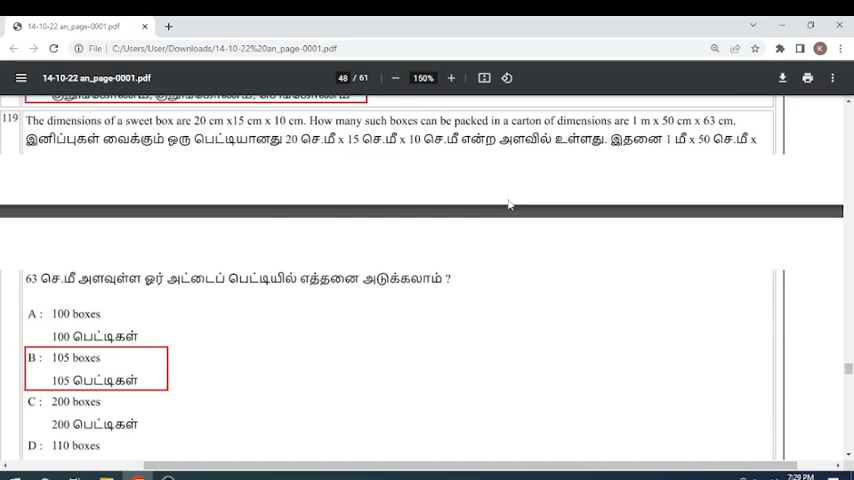 14-10-22 an_page-0001.pdf
File
C:/Users/User/Downloads/14-10-22%20an_page-0001.pdf
K
14-10-22 an_page-0001.pdf
48 / 61
150%
119 The dimensions of a sweet box are 20 cm x15 cm x 10 cm. How many such boxes can be packed in a carton of dimensions are 1 m x 50 cm x 63 cm.
இனிப்புகள் வைக்கும் ஒரு பெட்டியானது 20 செ.மீ x 15 செ.மீ x 10 செ.மீ என்ற அளவில் உள்ளது. இதனை 1 மீ x 50 செ.மீ x
63 செ.மீ அளவுள்ள ஓர் அட்டைப் பெட்டியில் எத்தனை அடுக்கலாம் ?
A : 100 boxes
100 பெட்டிகள்
B : 105 boxes
105 பெட்டிகள்
C : 200 boxes
200 பெட்டிகள்
D : 110 boxes
7:29 PM